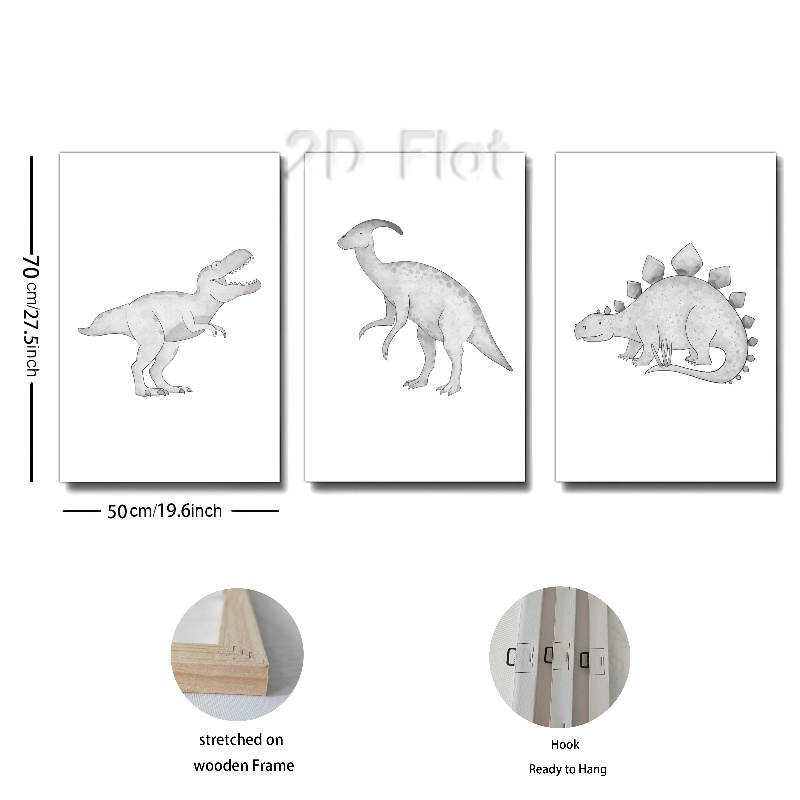 2D Flat
70 cm/27.5inch
50cm/19.6inch
stretched on
wooden Frame
Hook
Ready to Hang